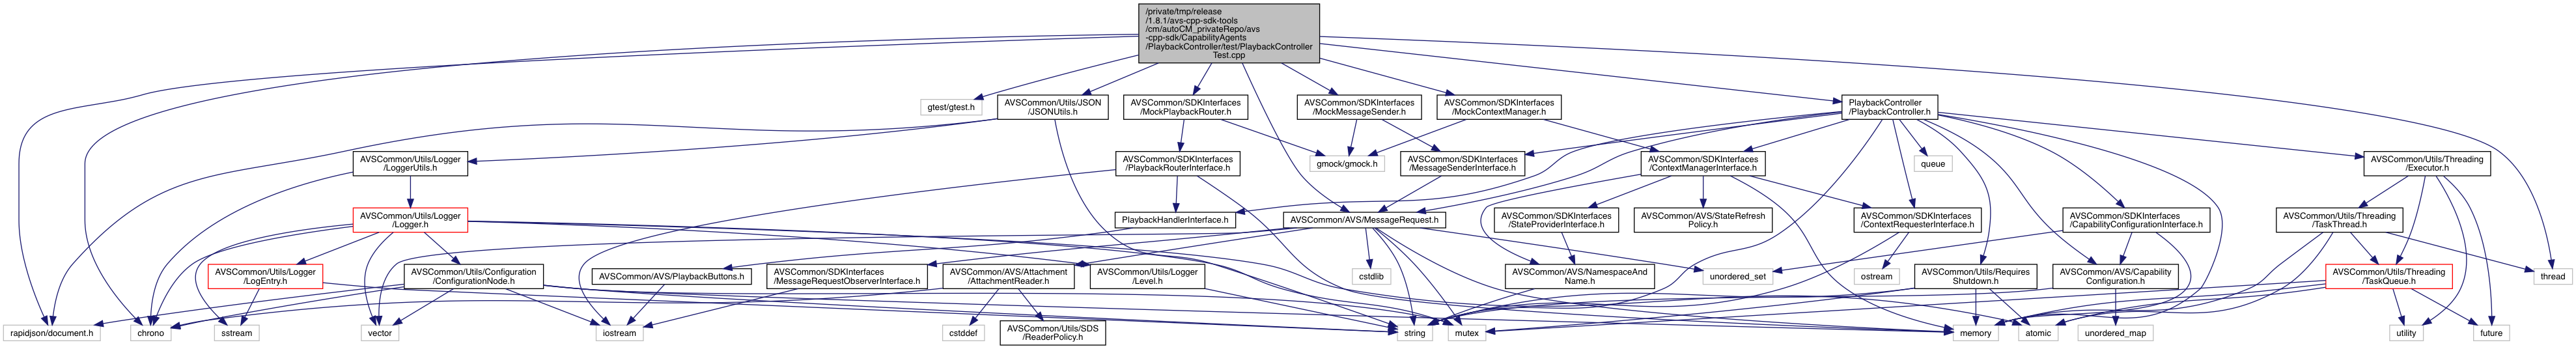 /private/tmp/release
/1.8.1/avs-cpp-sdk-tools
/cm/autoCM_privateRepo/avs
-cpp-sdk/CapabilityAgents
/PlaybackController/test/PlaybackController
Test.cpp
gtest/gtest.h
AVSCommon/Utils/JSON
/JSONUtils.h
AVSCommon/SDKInterfaces
/MockPlaybackRouter.h
AVSCommon/SDKInterfaces
/MockMessageSender.h
AVSCommon/SDKInterfaces
/MockContextManager.h
PlaybackController
/PlaybackController.h
AVSCommon/Utils/Logger
/LoggerUtils.h
AVSCommon/SDKInterfaces
/PlaybackRouterInterface.h
gmock/gmock.h
AVSCommon/SDKInterfaces
/MessageSenderInterface.h
AVSCommon/SDKInterfaces
/ContextManagerInterface.h
queue
AVSCommon/Utils/Threading
/Executor.h
AVSCommon/Utils/Logger
/Logger.h
PlaybackHandlerInterface.h
AVSCommon/AVS/MessageRequest.h
AVSCommon/SDKInterfaces
/StateProviderInterface.h
AVSCommon/AVS/StateRefresh
Policy.h
AVSCommon/SDKInterfaces
/ContextRequesterInterface.h
AVSCommon/SDKInterfaces
/CapabilityConfigurationInterface.h
AVSCommon/Utils/Threading
/TaskThread.h
AVSCommon/Utils/Logger
/LogEntry.h
AVSCommon/Utils/Configuration
/ConfigurationNode.h
AVSCommon/AVS/PlaybackButtons.h
AVSCommon/SDKInterfaces
/MessageRequestObserverInterface.h
AVSCommon/AVS/Attachment
/AttachmentReader.h
AVSCommon/Utils/Logger
/Level.h
cstdlib
AVSCommon/AVS/NamespaceAnd
Name.h
unordered_set
ostream
AVSCommon/Utils/Requires
Shutdown.h
AVSCommon/AVS/Capability
Configuration.h
AVSCommon/Utils/Threading
/TaskQueue.h
thread
rapidjson/document.h
chrono
sstream
vector
iostream
cstddef
AVSCommon/Utils/SDS
/ReaderPolicy.h
string
mutex
memory
atomic
unordered_map
utility
future